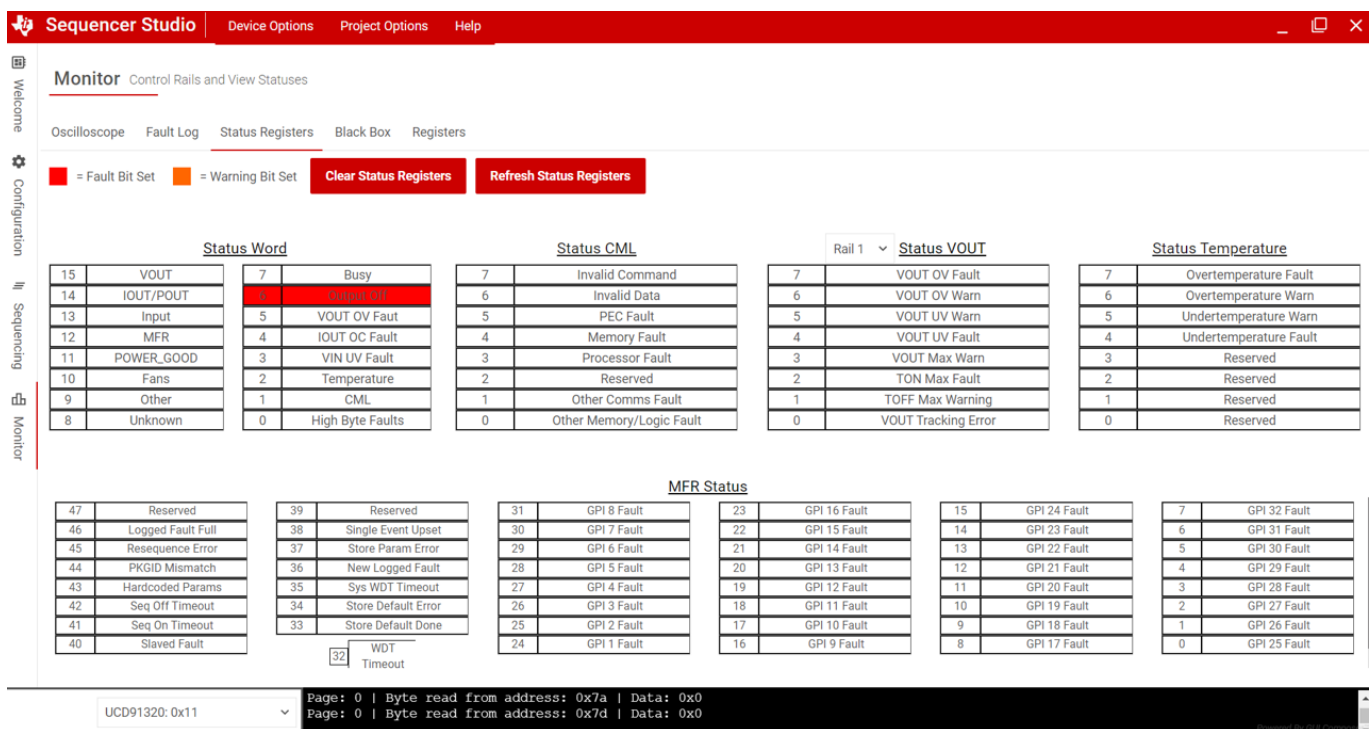 Sequencer Studio Device Options Project Options Help
Welcome
Configuration
Sequencing
Monitor
Monitor Control Rails and View Statuses
Oscilloscope Fault Log Status Registers Black Box Registers
= Fault Bit Set = Warning Bit Set Clear Status Registers Refresh Status Registers
Status Word Status CML Rail 1 Status VOUT Status Temperature
15 VOUT 7 Busy 7 Invalid Command 7 VOUT OV Fault 7 Overtemperature Fault
14 IOUT/POUT 6 Output Off 6 Invalid Data 6 VOUT OV Warn 6 Overtemperature Warn
13 Input 5 VOUT OV Faut 5 PEC Fault 5 VOUT UV Warn 5 Undertemperature Warn
12 MFR 4 IOUT OC Fault 4 Memory Fault 4 VOUT UV Fault 4 Undertemperature Fault
11 POWER_GOOD 3 VIN UV Fault 3 Processor Fault 3 VOUT Max Warn 3 Reserved
10 Fans 2 Temperature 2 Reserved 2 TON Max Fault 2 Reserved
9 Other 1 CML 1 Other Comms Fault 1 TOFF Max Warning 1 Reserved
8 Unknown 0 High Byte Faults 0 Other Memory/Logic Fault 0 VOUT Tracking Error 0 Reserved
MFR Status
47 Reserved 39 Reserved 31 GPI 8 Fault 23 GPI 16 Fault 15 GPI 24 Fault 7 GPI 32 Fault
46 Logged Fault Full 38 Single Event Upset 30 GPI 7 Fault 22 GPI 15 Fault 14 GPI 23 Fault 6 GPI 31 Fault
45 Resequence Error 37 Store Param Error 29 GPI 6 Fault 21 GPI 14 Fault 13 GPI 22 Fault 5 GPI 30 Fault
44 PKGID Mismatch 36 New Logged Fault 28 GPI 5 Fault 20 GPI 13 Fault 12 GPI 21 Fault 4 GPI 29 Fault
43 Hardcoded Params 35 Sys WDT Timeout 27 GPI 4 Fault 19 GPI 12 Fault 11 GPI 20 Fault 3 GPI 28 Fault
42 Seq Off Timeout 34 Store Default Error 26 GPI 3 Fault 18 GPI 11 Fault 10 GPI 19 Fault 2 GPI 27 Fault
41 Seq On Timeout 33 Store Default Done 25 GPI 2 Fault 17 GPI 10 Fault 9 GPI 18 Fault 1 GPI 26 Fault
40 Slaved Fault 32 WDT 24 GPI 1 Fault 16 GPI 9 Fault 8 GPI 17 Fault 0 GPI 25 Fault
Timeout
UCD91320: 0x11
Page: 0 | Byte read from address: 0x7a | Data: 0x0
Page: 0 | Byte read from address: 0x7d | Data: 0x0